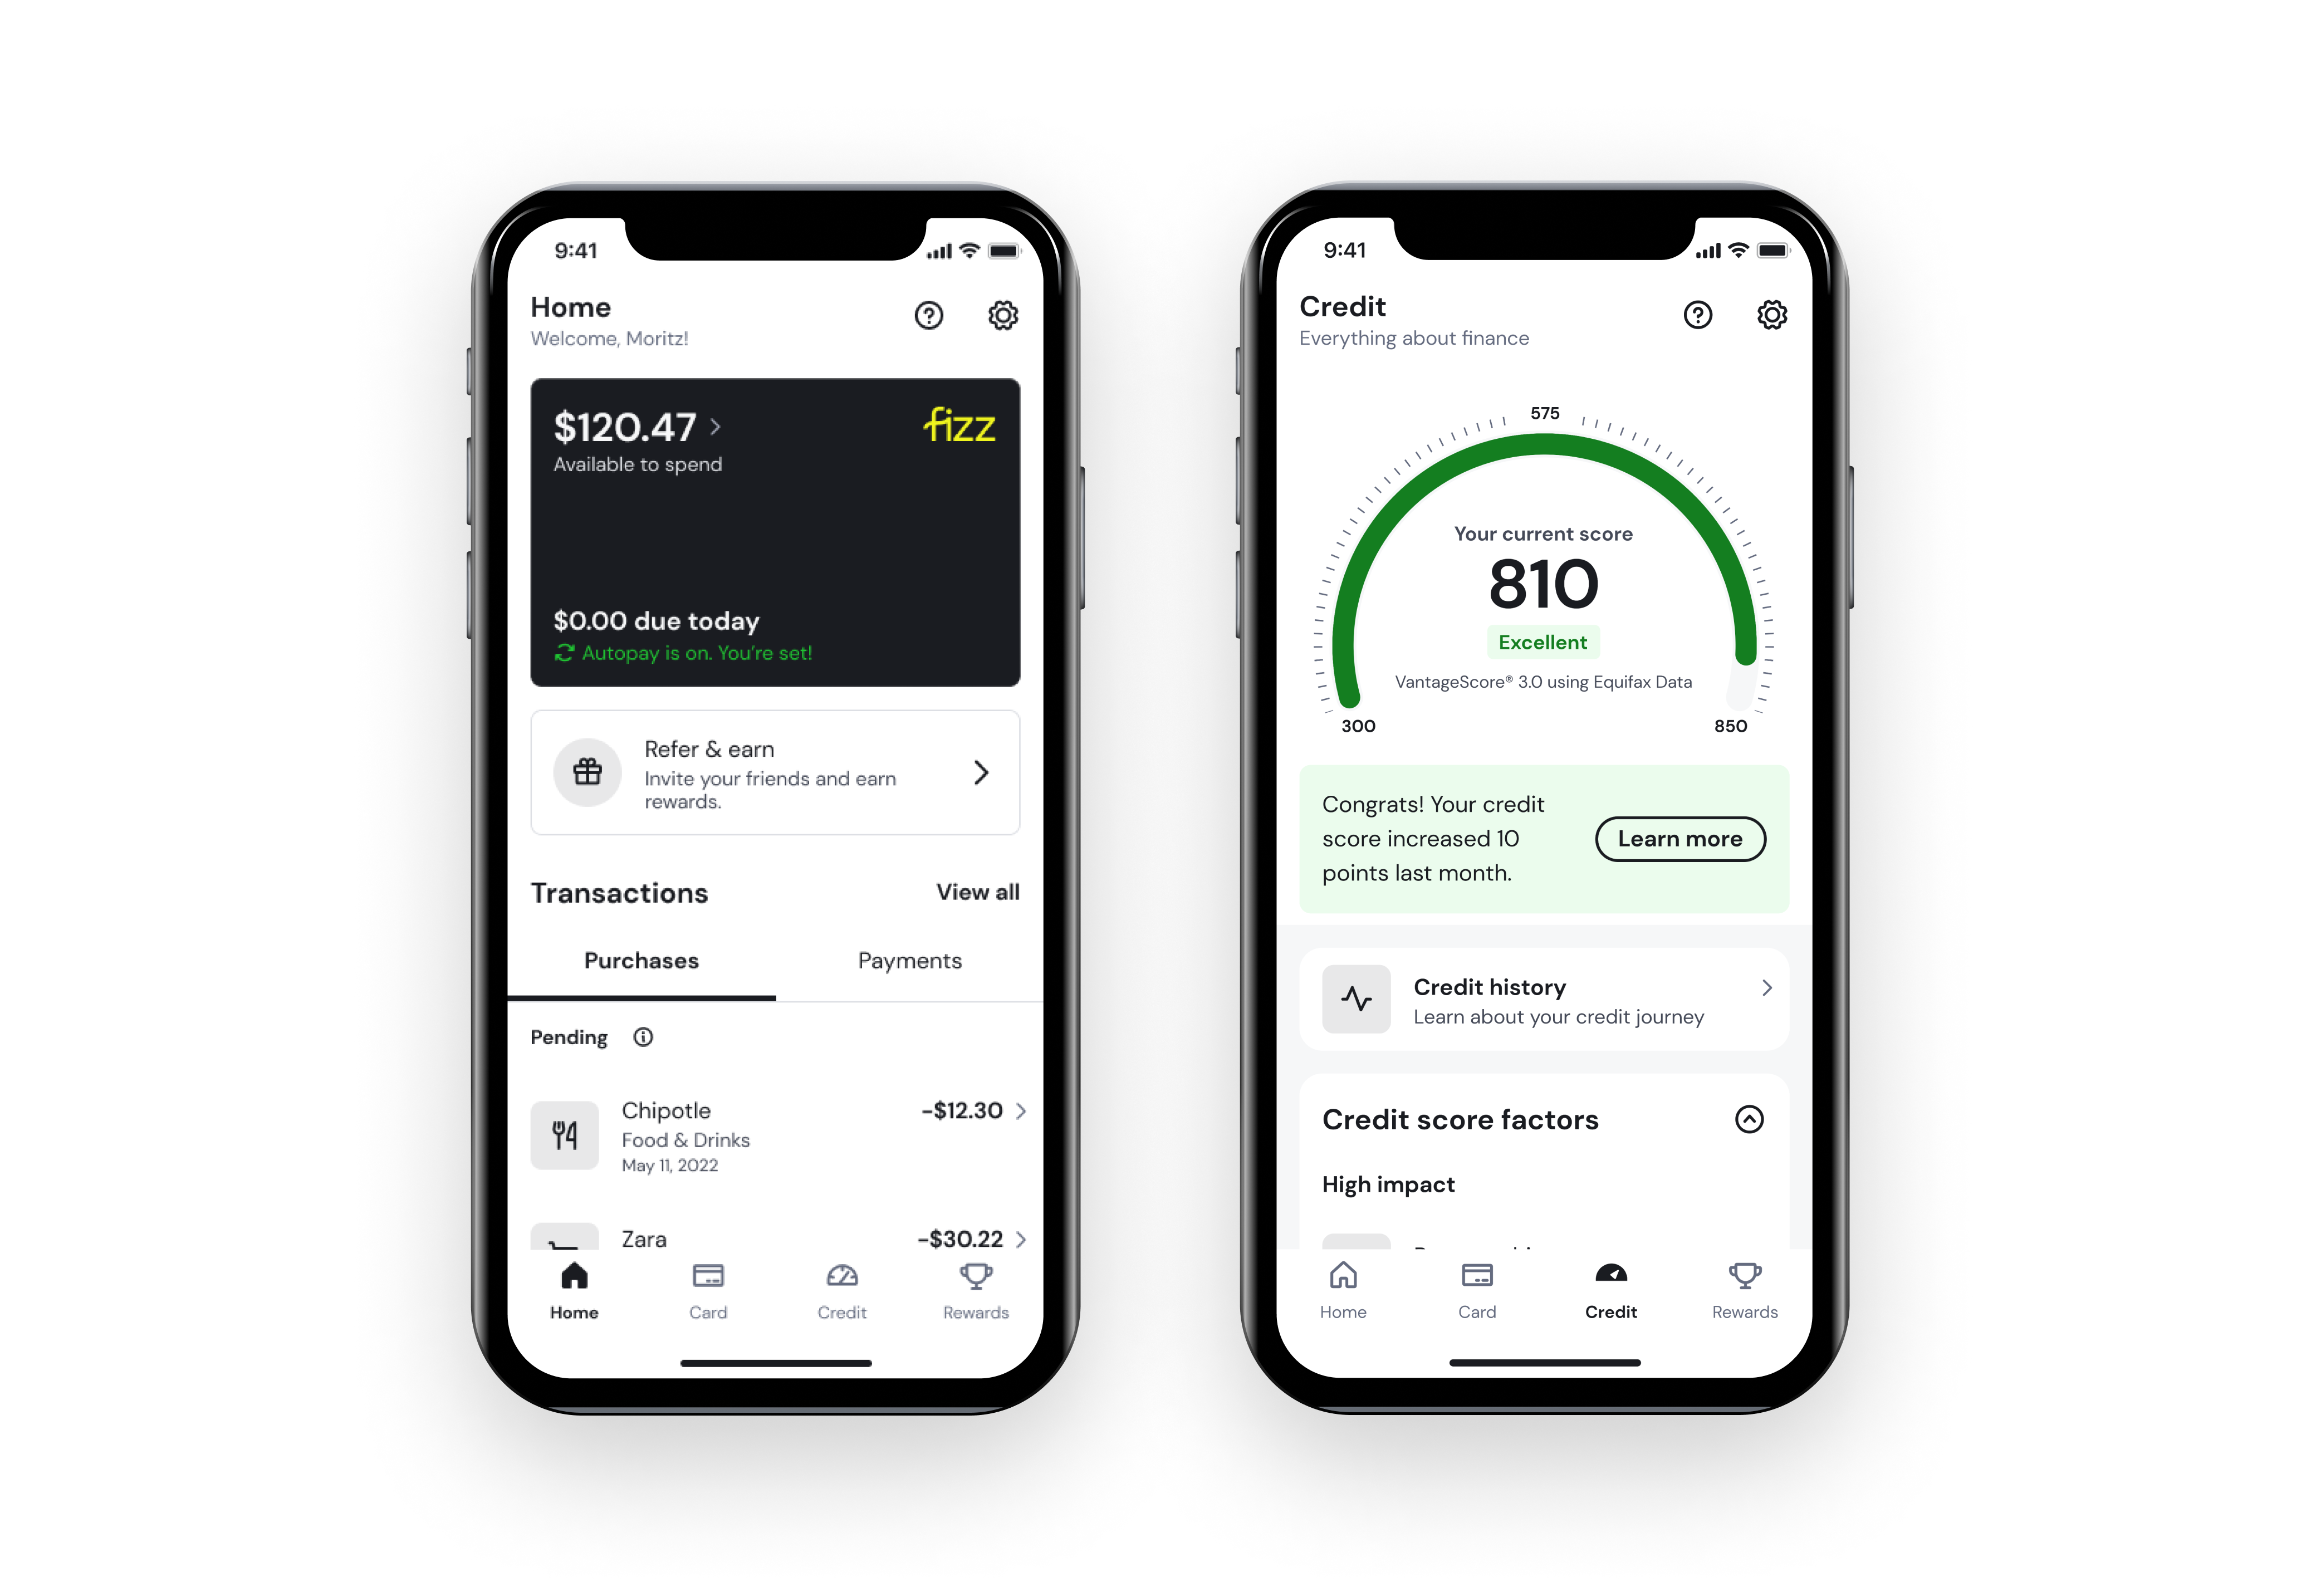 9:41
Home
Welcome, Moritz!
$120.47
fizz
Available to spend
$0.00 due today
Autopay is on. You're set!
Refer & earn
Invite your friends and earn
rewards.
Transactions
View all
Purchases
Payments
Pending
Chipotle
-$12.30
Food & Drinks
May 11, 2022
Zara
-$30.22
Home
Card
Credit
Rewards
9:41
Credit
Everything about finance
575
Your current score
810
Excellent
VantageScore® 3.0 using Equifax Data
300
850
Congrats! Your credit
score increased 10
points last month.
Learn more
Credit history
Learn about your credit journey
Credit score factors
High impact
Home
Card
Credit
Rewards